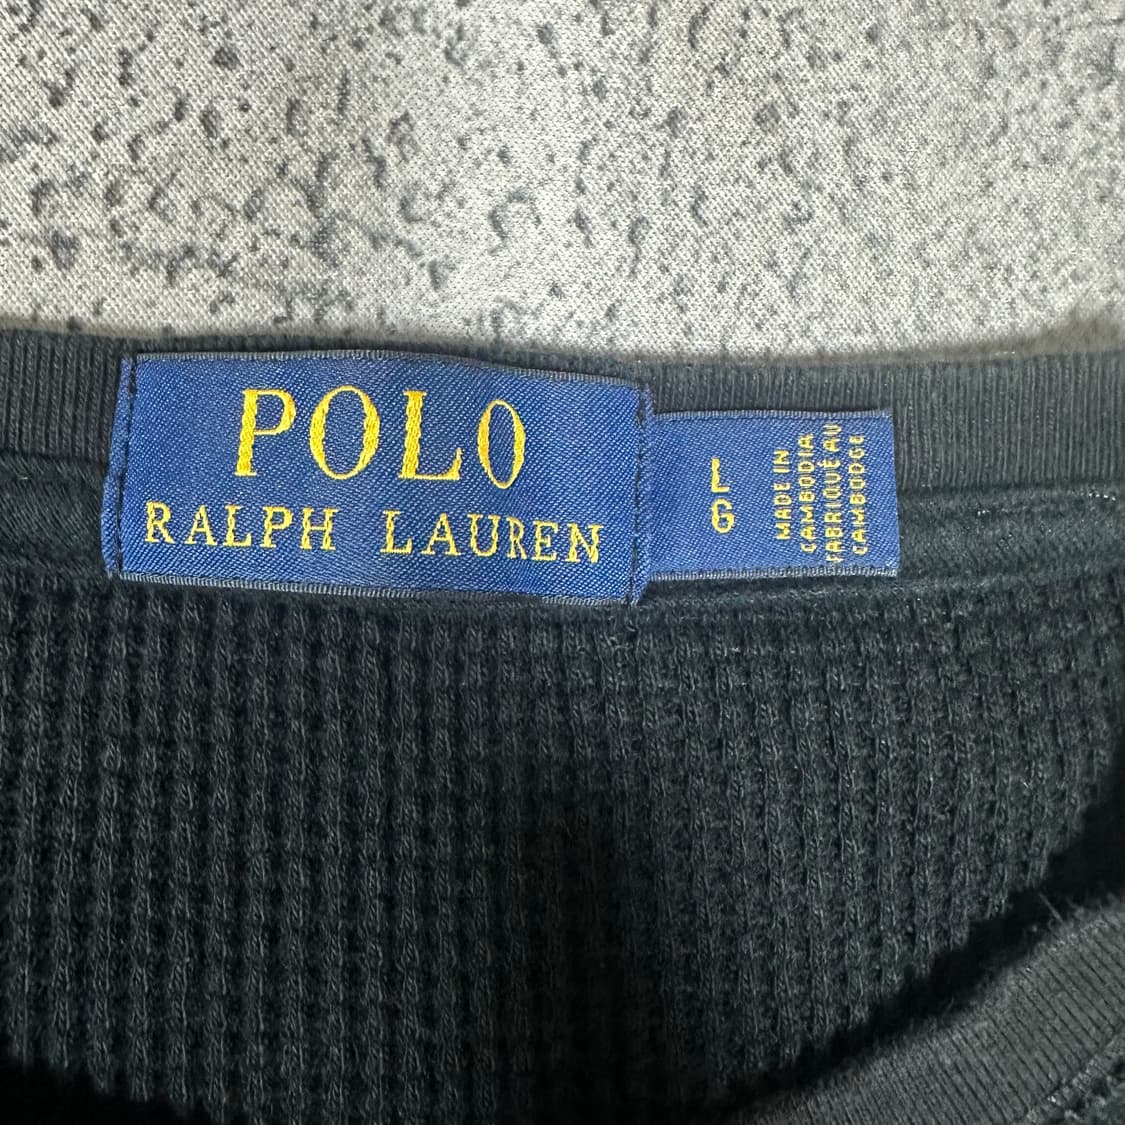 POLO
RALPH LAUREN
L
G
MADE IN
CAMBODIA
FABRIQUÉ AU
CAMBODGE